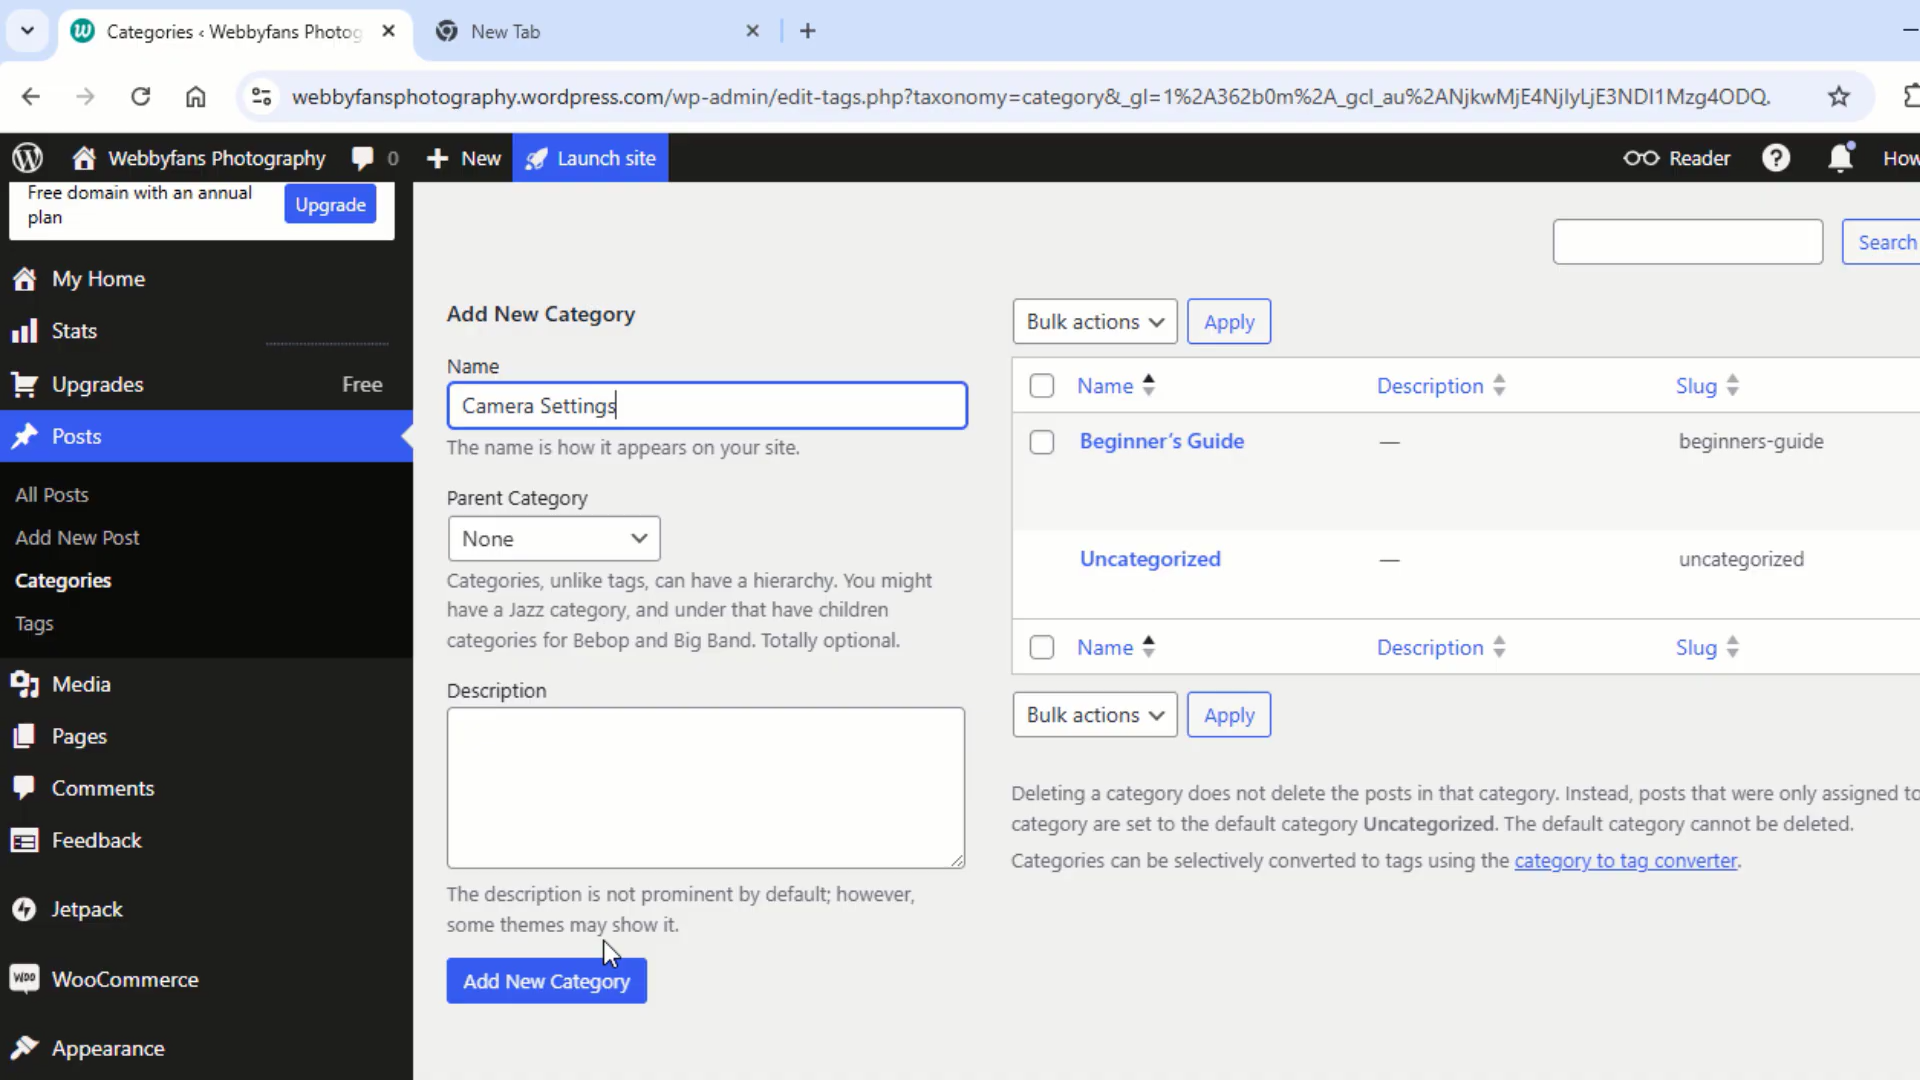 Categories ‹ Webbyfans Photog
New Tab
webbyfansphotography.wordpress.com/wp-admin/edit-tags.php?taxonomy=category&_gl=1%2A362b0m%2A_gcl_au%2ANjkwMjE4NjIyLjE3NDI1Mzg4ODQ.
Webbyfans Photography
0
New
Launch site
Reader
How
Free domain with an annual
plan
Upgrade
My Home
Stats
Upgrades
Free
Posts
All Posts
Add New Post
Categories
Tags
Media
Pages
Comments
Feedback
Jetpack
WooCommerce
Appearance
Search
Add New Category
Name
Camera Settings
The name is how it appears on your site.
Parent Category
None
Categories, unlike tags, can have a hierarchy. You might
have a Jazz category, and under that have children
categories for Bebop and Big Band. Totally optional.
Description
The description is not prominent by default; however,
some themes may show it.
Add New Category
Bulk actions
Apply
Name
Description
Slug
Beginner’s Guide
—
beginners-guide
Uncategorized
—
uncategorized
Name
Description
Slug
Bulk actions
Apply
Deleting a category does not delete the posts in that category. Instead, posts that were only assigned to
category are set to the default category Uncategorized. The default category cannot be deleted.
Categories can be selectively converted to tags using the category to tag converter.